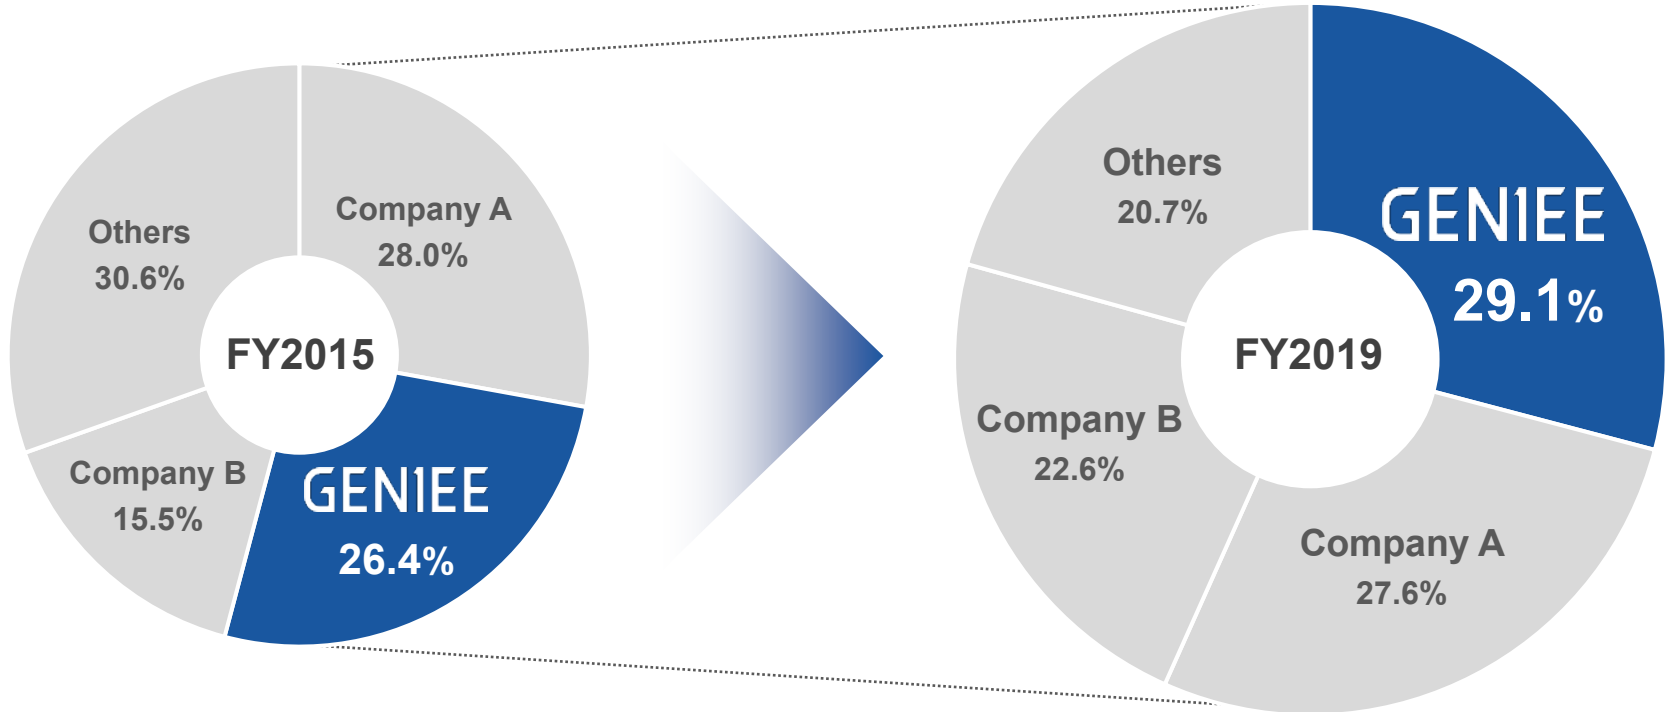 Company A
28.0%
GENIEE
26.4%
Company B
15.5%
Others
30.6%
FY2015
GENIEE
29.1%
Company A
27.6%
Company B
22.6%
Others
20.7%
FY2019